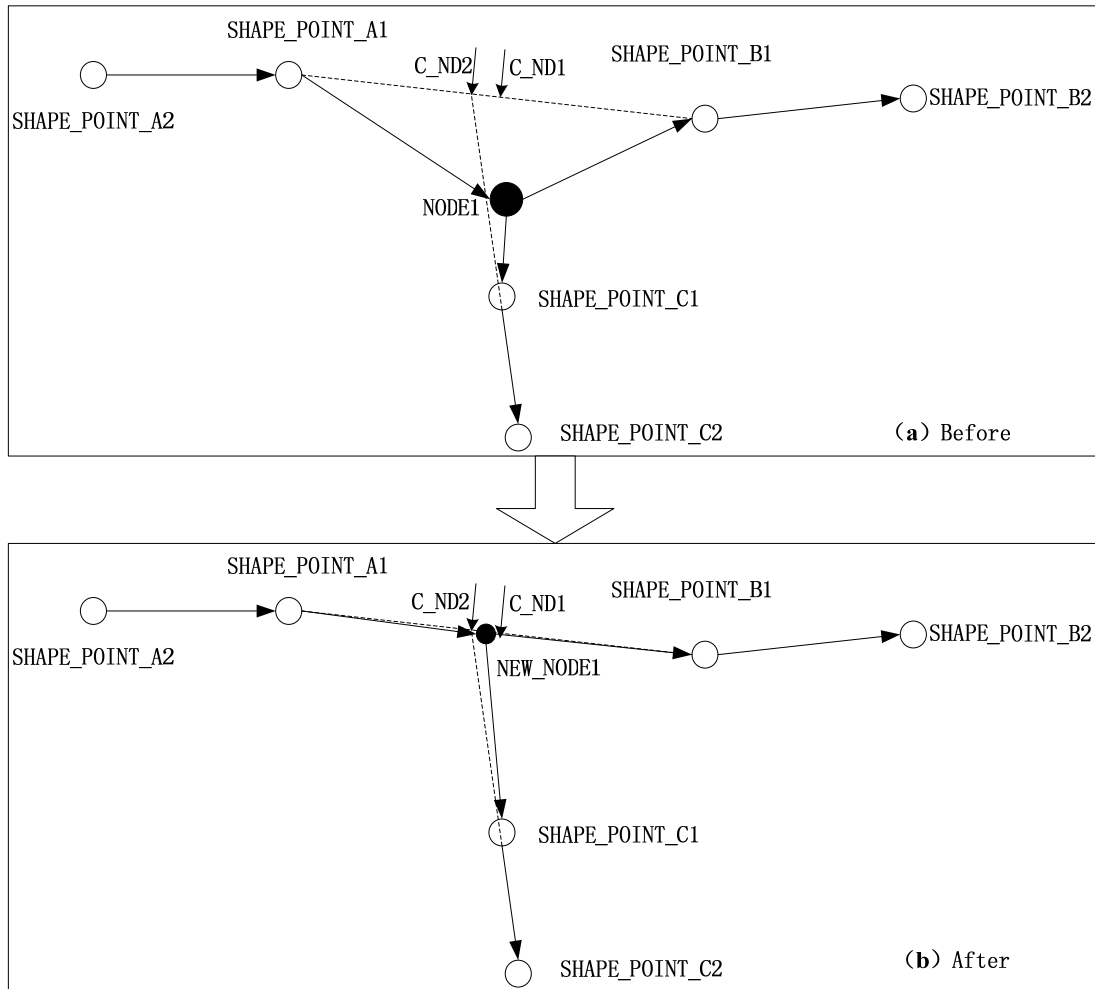 SHAPE_POINT_A1
C_ND2
C_ND1
SHAPE_POINT_B1
SHAPE_POINT_A2
SHAPE_POINT_B2
NODE1
SHAPE_POINT_C1
SHAPE_POINT_C2
（a）Before
SHAPE_POINT_A1
C_ND2
C_ND1
SHAPE_POINT_B1
SHAPE_POINT_A2
SHAPE_POINT_B2
NEW_NODE1
SHAPE_POINT_C1
SHAPE_POINT_C2
（b）After